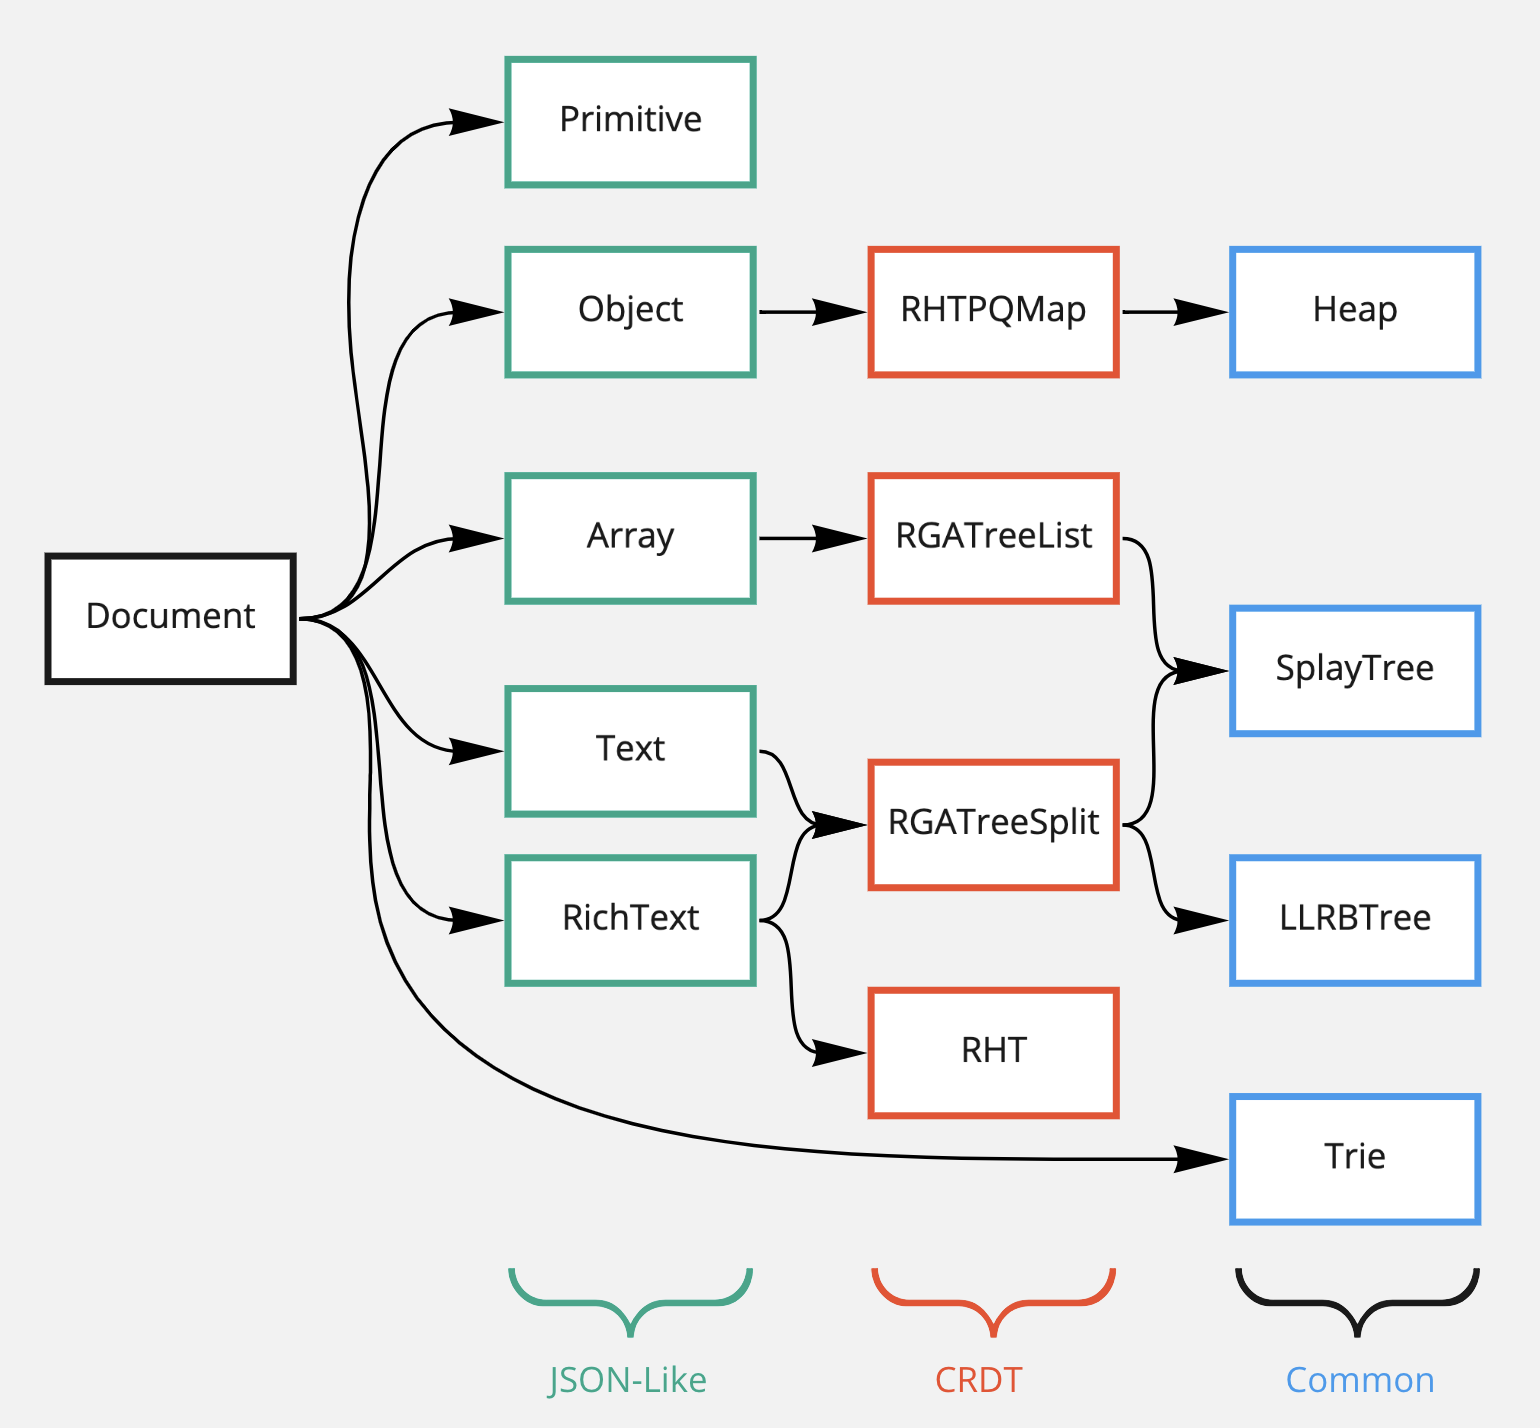 Primitive
Object
RHTPQMap
Heap
Array
RGATreeList
Document
SplayTree
Text
RGATreeSplit
RichText
LLRBTree
RHT
Trie
JSON-Like
CRDT
Common